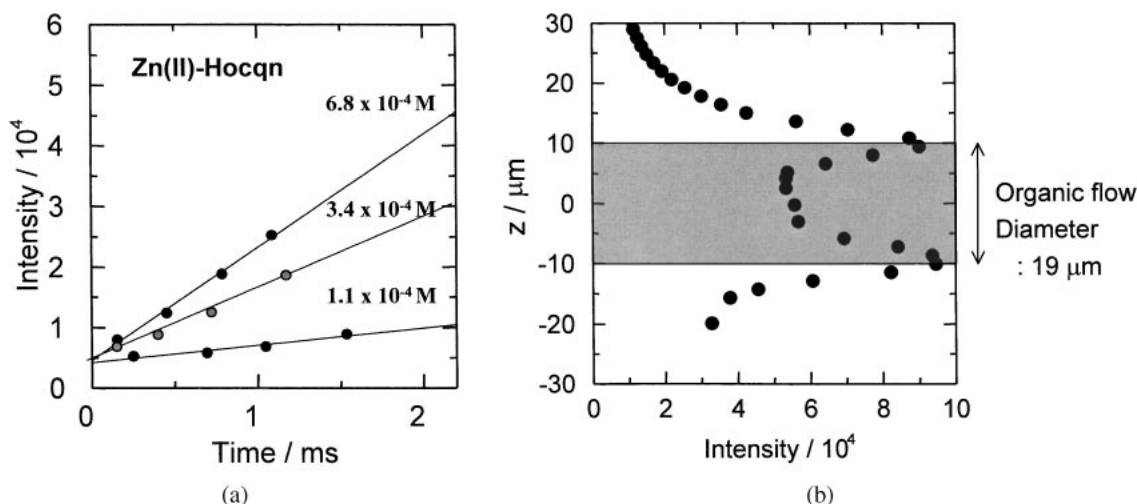 6
5
4
3
2
1
0
Intensity / 10⁴
Zn(II)-Hocqn
6.8 x 10⁻⁴ M
3.4 x 10⁻⁴ M
1.1 x 10⁻⁴ M
0 1 2
Time / ms
(a)
30
20
10
0
-10
-20
-30
z / μm
0 2 4 6 8 10
Intensity / 10⁴
Organic flow
Diameter
: 19 μm
(b)